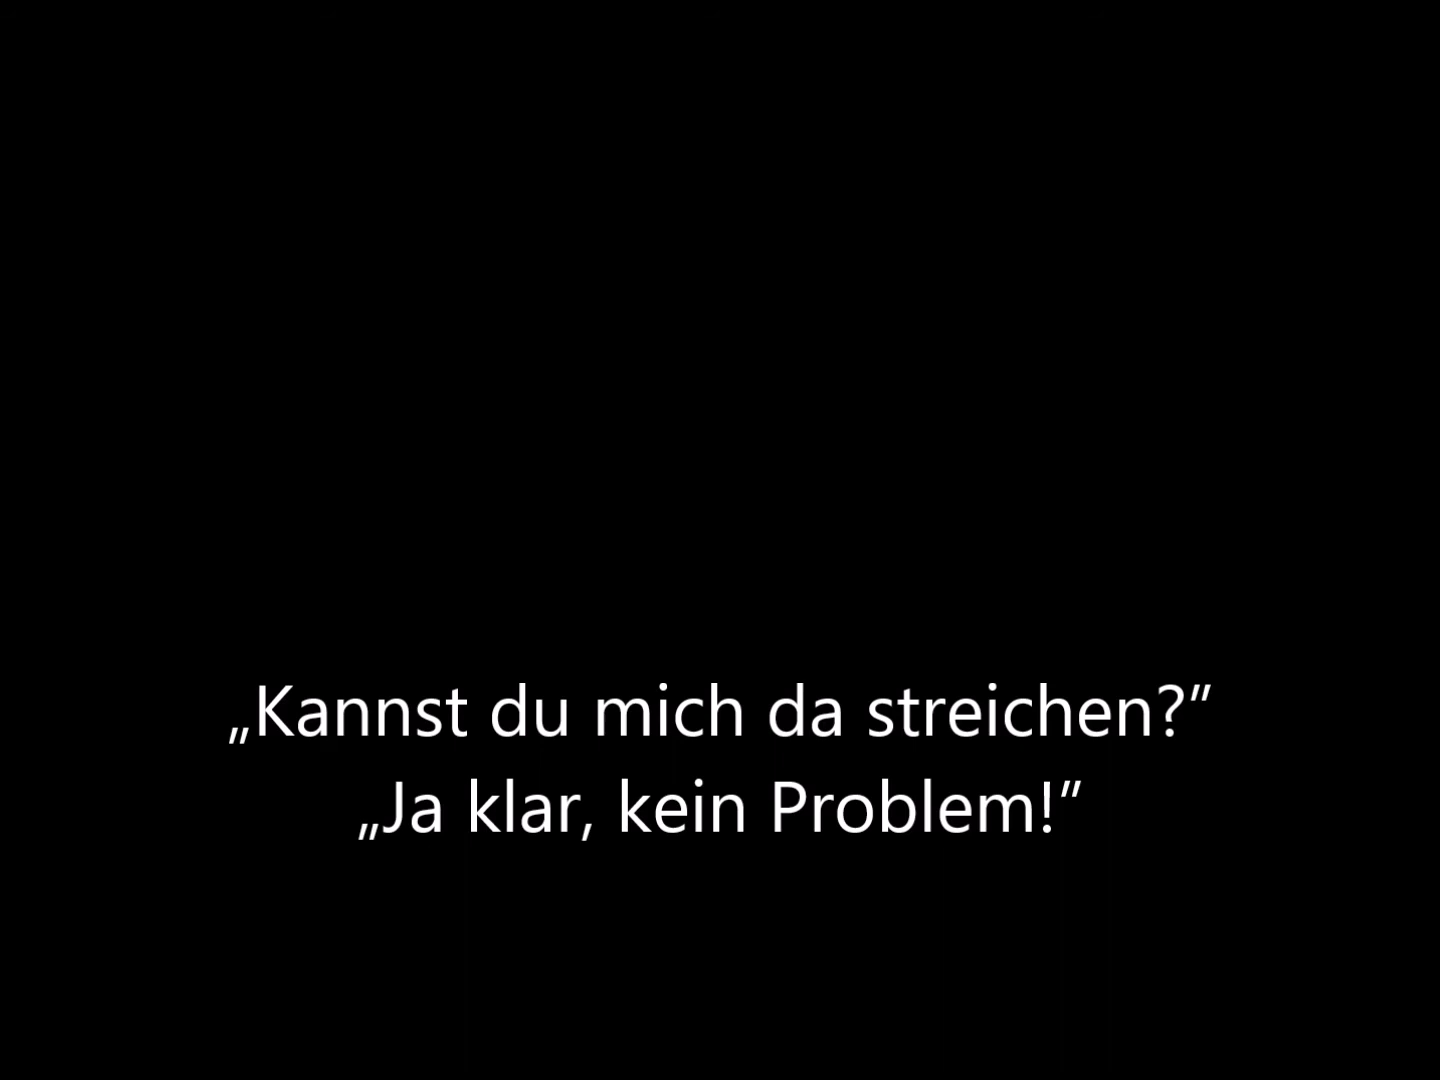 „Kannst du mich da streichen?”
„Ja klar, kein Problem!”